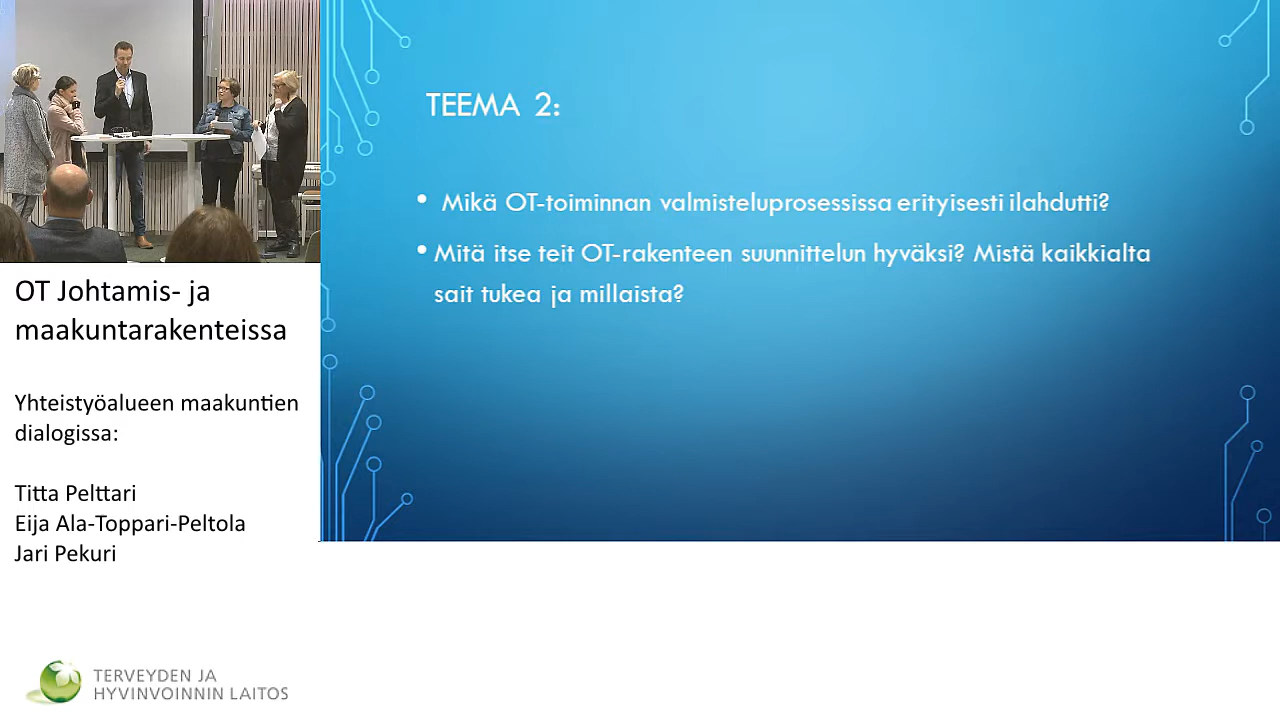 OT Johtamis- ja
maakuntarakenteissa
Yhteistyöalueen maakuntien
dialogissa:
Titta Pelttari
Eija Ala-Toppari-Peltola
Jari Pekuri
TERVEYDEN JA
HYVINVOINNIN LAITOS
TEEMA 2:
• Mikä OT-toiminnan valmisteluprosessissa erityisesti ilahdutti?
• Mitä itse teit OT-rakenteen suunnittelun hyväksi? Mistä kaikkialta
sait tukea ja millaista?